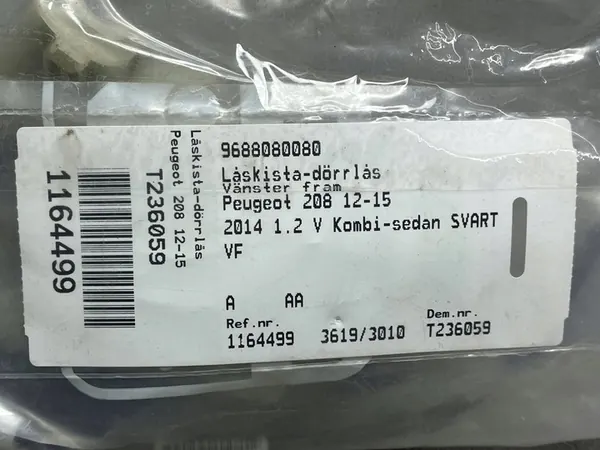 9688080080
Låskista-dörrlås
Vänster fram
Peugeot 208 12-15
2014 1.2 V Kombi-sedan SVART
VF
A AA
Ref.nr. Dem.nr.
1164499 3619/3010 T236059
Låskista-dörrlås
Peugeot 208 12-15
T236059
1164499